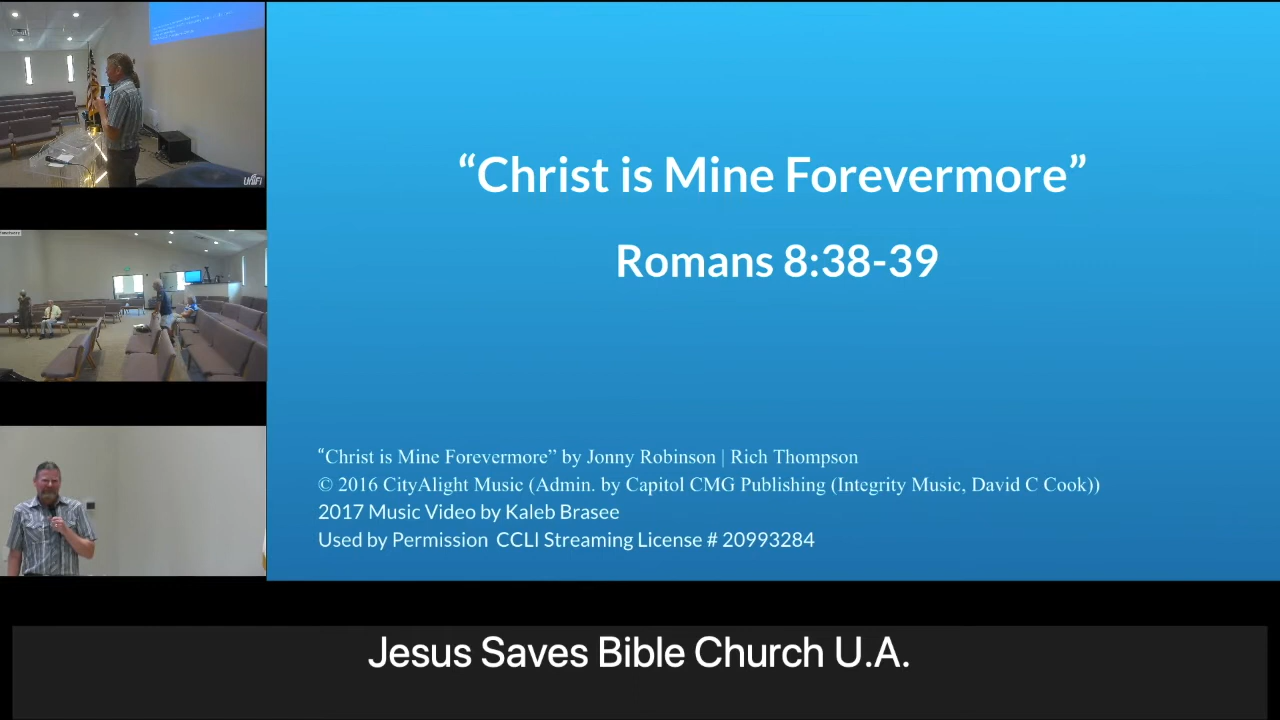 “Christ is Mine Forevermore”
Romans 8:38-39
“Christ is Mine Forevermore” by Jonny Robinson | Rich Thompson
© 2016 CityAlight Music (Admin. by Capitol CMG Publishing (Integrity Music, David C Cook))
2017 Music Video by Kaleb Brasee
Used by Permission CCLI Streaming License # 20993284
Jesus Saves Bible Church U.A.
UniFi